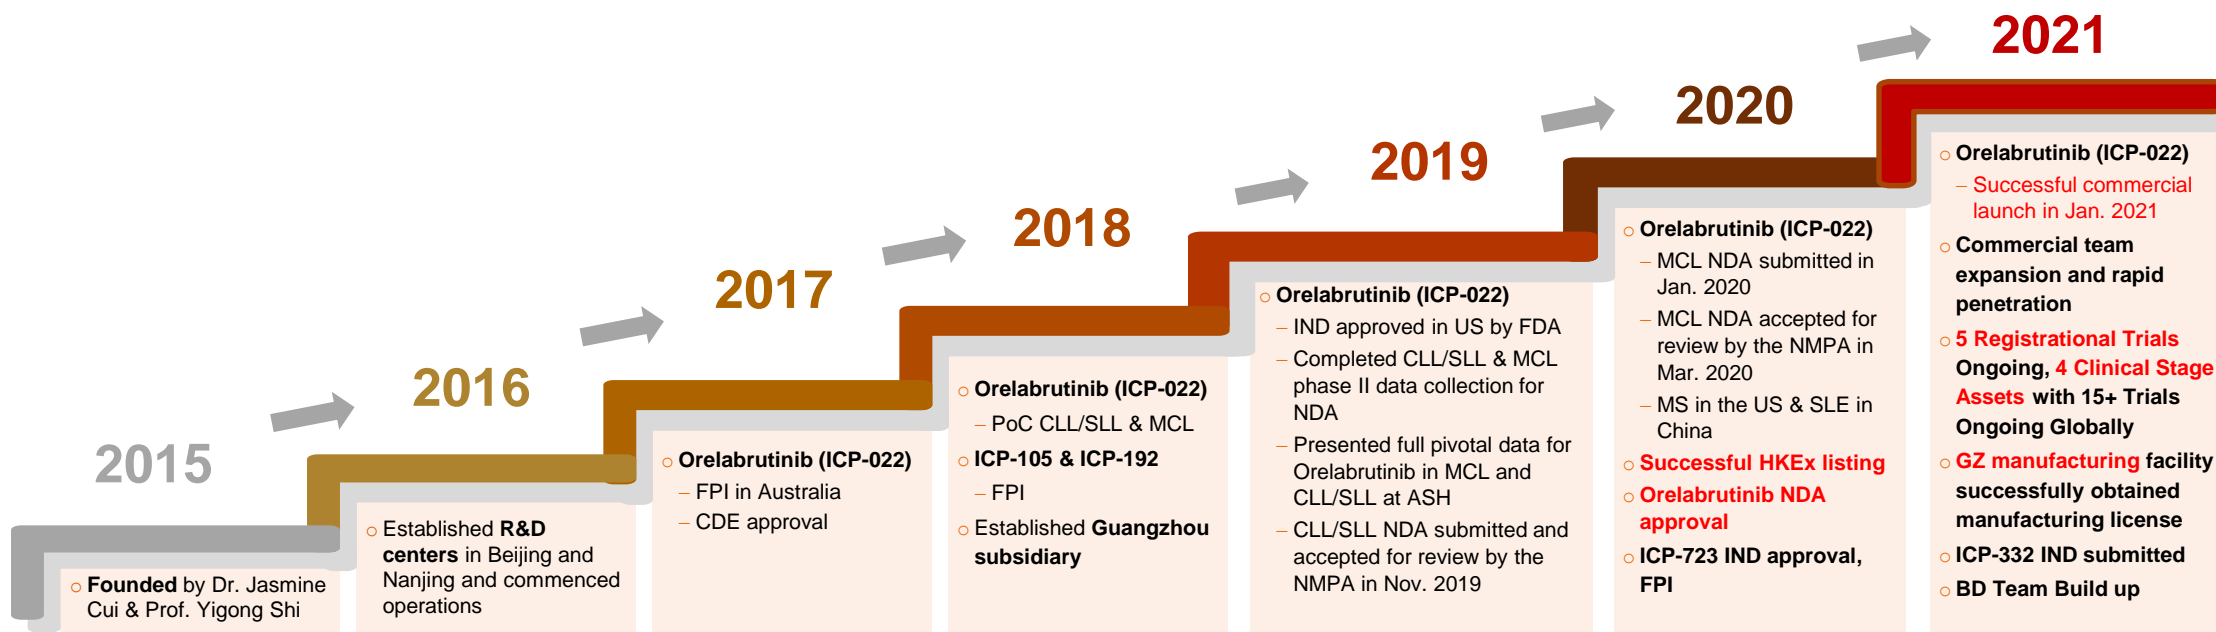 2015
Founded by Dr. Jasmine
Cui & Prof. Yigong Shi
2016
Established R&D
centers in Beijing and
Nanjing and commenced
operations
2017
Orelabrutinib (ICP-022)
– FPI in Australia
– CDE approval
2018
Orelabrutinib (ICP-022)
– PoC CLL/SLL & MCL
ICP-105 & ICP-192
– FPI
Established Guangzhou
subsidiary
2019
Orelabrutinib (ICP-022)
– IND approved in US by FDA
– Completed CLL/SLL & MCL
phase II data collection for
NDA
– Presented full pivotal data for
Orelabrutinib in MCL and
CLL/SLL at ASH
– CLL/SLL NDA submitted and
accepted for review by the
NMPA in Nov. 2019
2020
Orelabrutinib (ICP-022)
– MCL NDA submitted in
Jan. 2020
– MCL NDA accepted for
review by the NMPA in
Mar. 2020
– MS in the US & SLE in
China
Successful HKEx listing
Orelabrutinib NDA
approval
ICP-723 IND approval,
FPI
2021
Orelabrutinib (ICP-022)
– Successful commercial
launch in Jan. 2021
Commercial team
expansion and rapid
penetration
5 Registrational Trials
Ongoing, 4 Clinical Stage
Assets with 15+ Trials
Ongoing Globally
GZ manufacturing facility
successfully obtained
manufacturing license
ICP-332 IND submitted
BD Team Build up